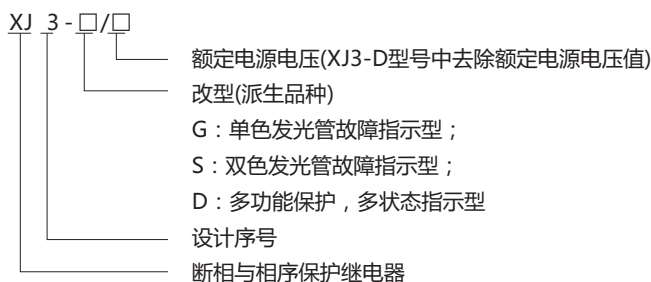 XJ 3 - □/□
额定电源电压(XJ3-D型号中去除额定电源电压值)
改型(派生品种)
G：单色发光管故障指示型；
S：双色发光管故障指示型；
D：多功能保护，多状态指示型
设计序号
断相与相序保护继电器